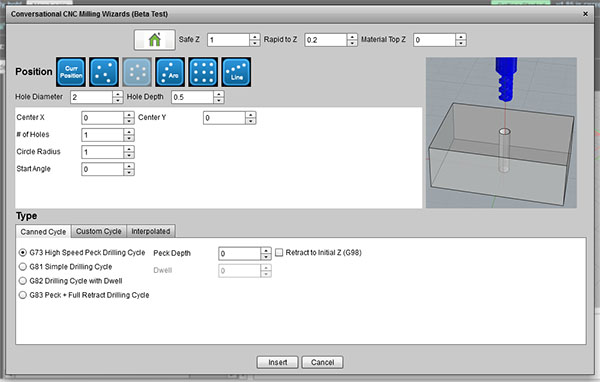 Conversational CNC Milling Wizards (Beta Test)
Safe Z 1 Rapid to Z 0.2 Material Top Z 0
Position Curr Position Arc Line
Hole Diameter 2 Hole Depth 0.5
Center X 0 Center Y 0
# of Holes 1
Circle Radius 1
Start Angle 0
Type
Canned Cycle Custom Cycle Interpolated
G73 High Speed Peck Drilling Cycle Peck Depth 0 Retract to Initial Z (G98)
G81 Simple Drilling Cycle Dwell 0
G82 Drilling Cycle with Dwell
G83 Peck + Full Retract Drilling Cycle
Insert Cancel